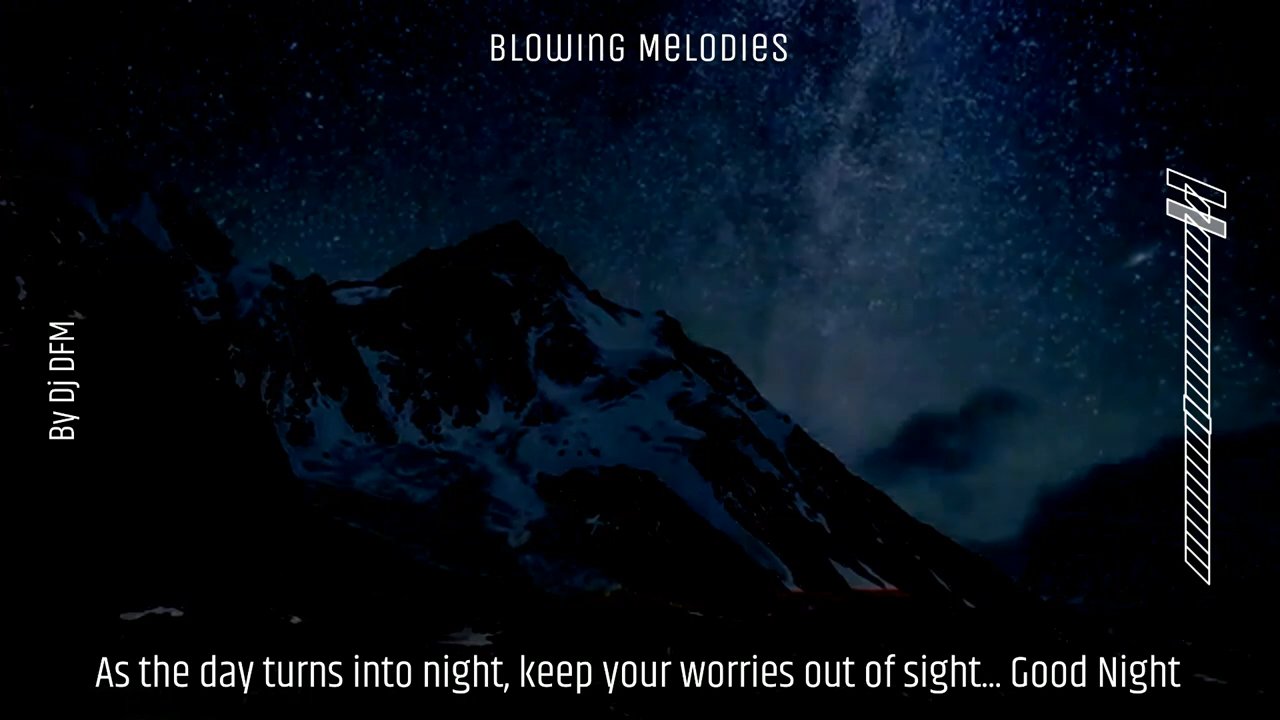 BLOWING MELODIES
By Dj DFM
As the day turns into night, keep your worries out of sight... Good Night